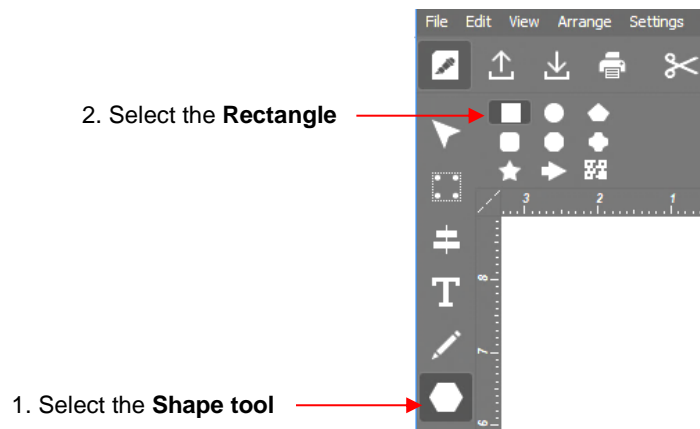 File Edit View Arrange Settings
2. Select the Rectangle
3 2 1
8
T
7
1. Select the Shape tool
6